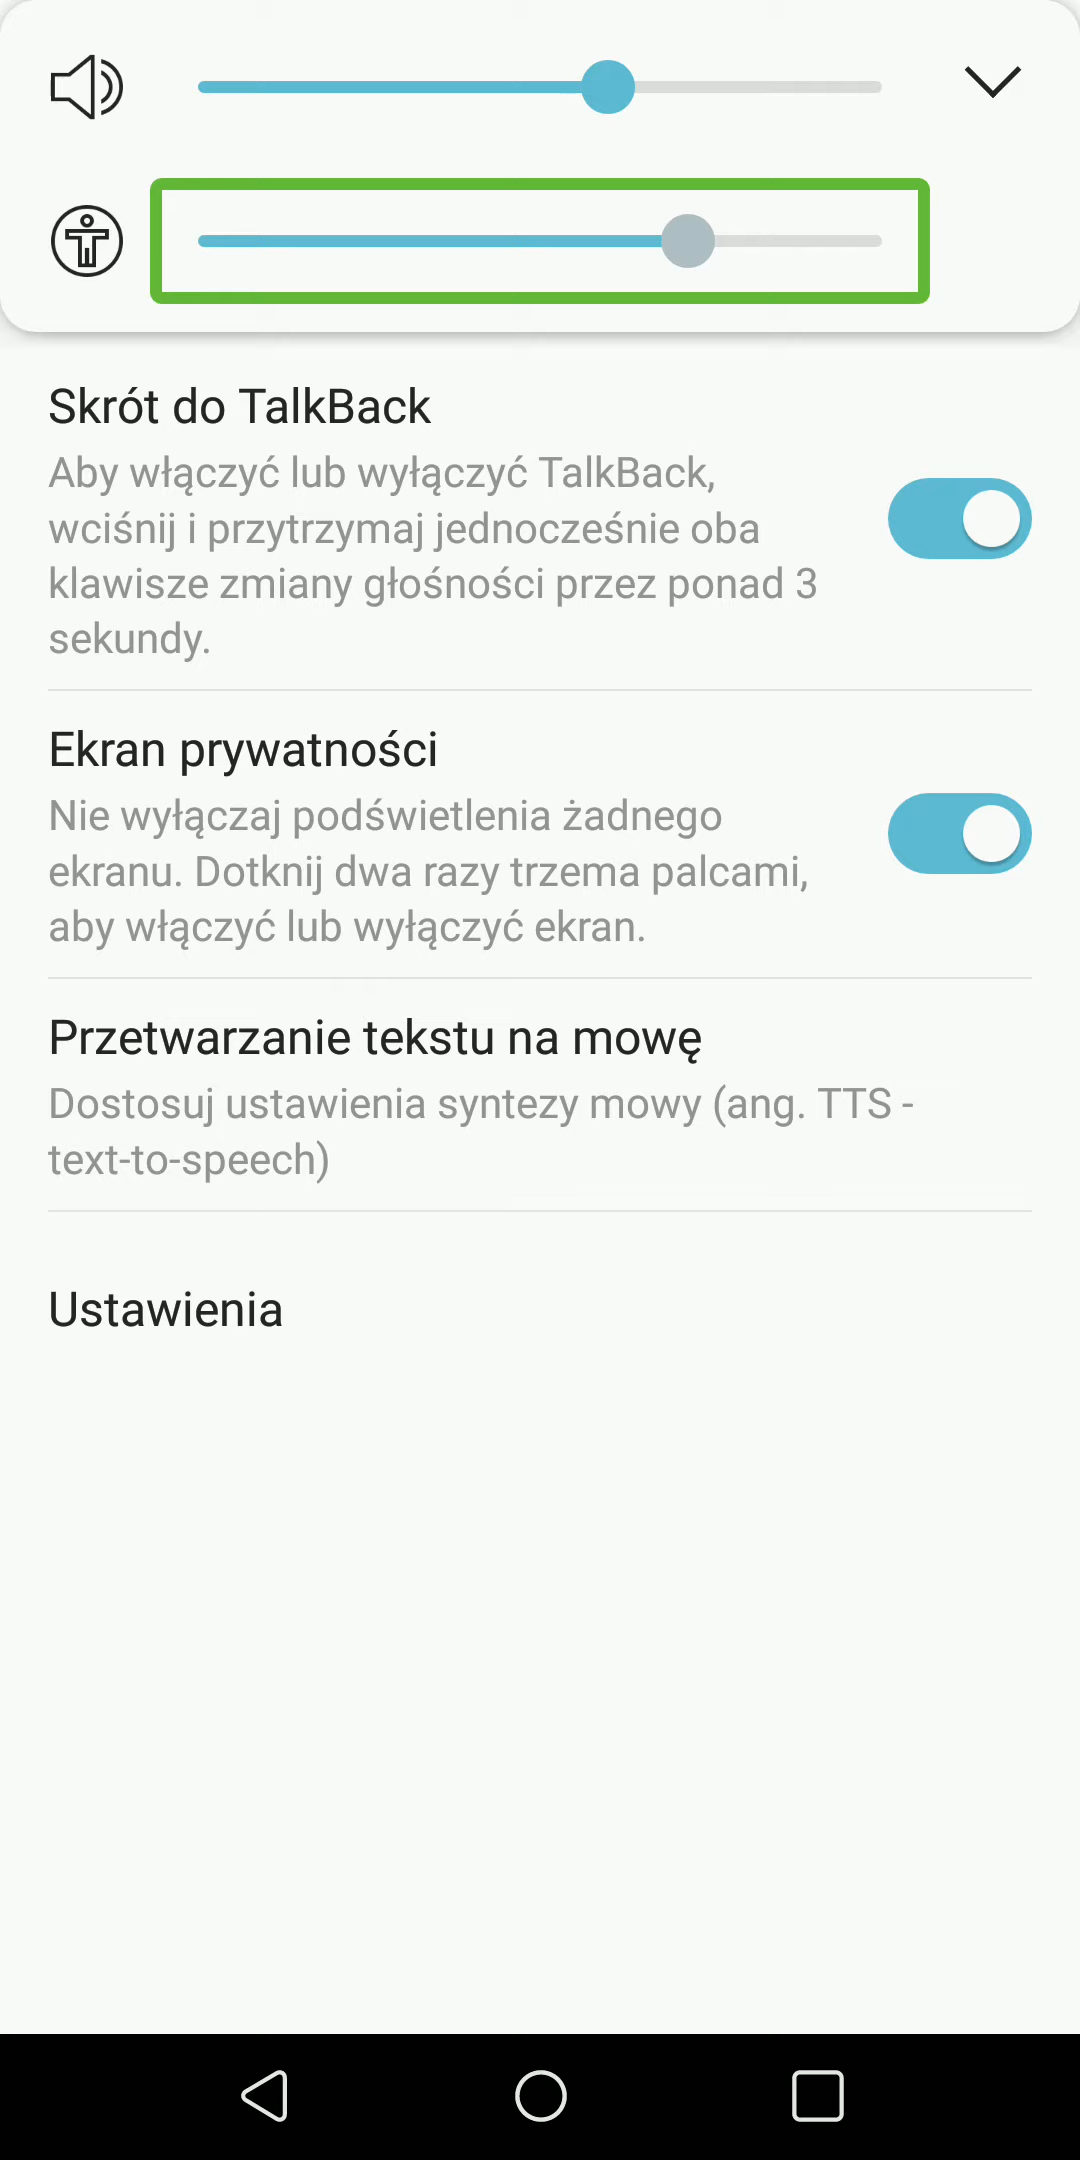 Skrót do TalkBack
Aby włączyć lub wyłączyć TalkBack,
wciśnij i przytrzymaj jednocześnie oba
klawisze zmiany głośności przez ponad 3
sekundy.
Ekran prywatności
Nie wyłączaj podświetlenia żadnego
ekranu. Dotknij dwa razy trzema palcami,
aby włączyć lub wyłączyć ekran.
Przetwarzanie tekstu na mowę
Dostosuj ustawienia syntezy mowy (ang. TTS -
text-to-speech)
Ustawienia